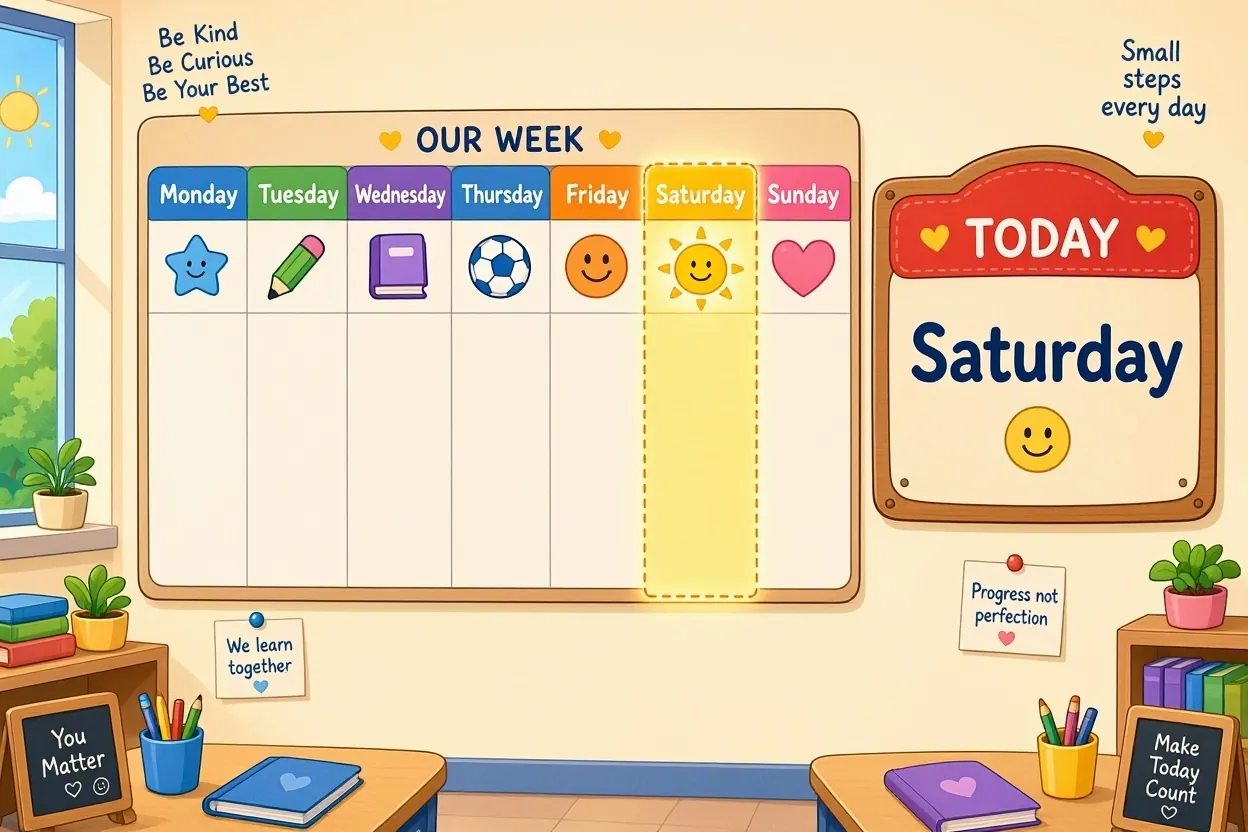 Be Kind
Be Curious
Be Your Best
Small
steps
every day
OUR WEEK
Monday Tuesday Wednesday Thursday Friday Saturday Sunday
TODAY
Saturday
We learn
together
Progress not
perfection
You
Matter
Make
Today
Count